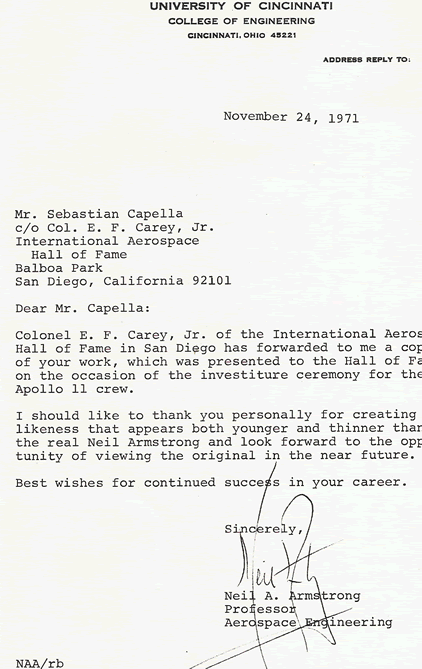 UNIVERSITY OF CINCINNATI
COLLEGE OF ENGINEERING
CINCINNATI, OHIO 45221
ADDRESS REPLY TO:
November 24, 1971
Mr. Sebastian Capella
c/o Col. E. F. Carey, Jr.
International Aerospace
Hall of Fame
Balboa Park
San Diego, California 92101
Dear Mr. Capella:
Colonel E. F. Carey, Jr. of the International Aeros
Hall of Fame in San Diego has forwarded to me a cop
of your work, which was presented to the Hall of Fa
on the occasion of the investiture ceremony for the
Apollo ll crew.
I should like to thank you personally for creating
likeness that appears both younger and thinner than
the real Neil Armstrong and look forward to the opp
tunity of viewing the original in the near future.
Best wishes for continued success in your career.
Sincerely,
Neil A. Armstrong
Professor
Aerospace Engineering
NAA/rb